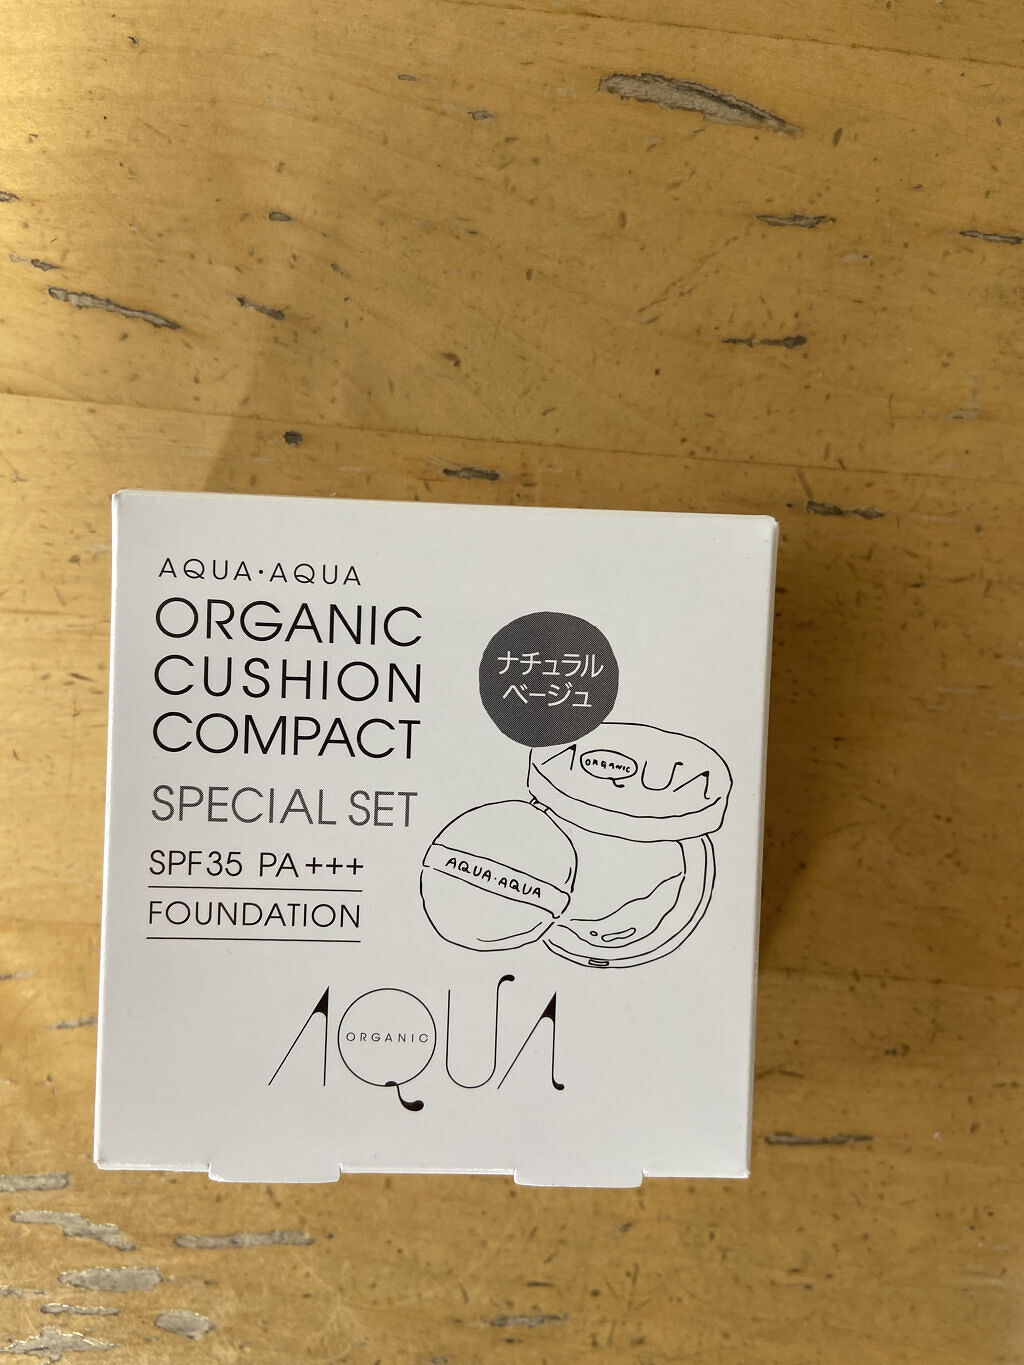 AQUA・AQUA
ORGANIC
CUSHION
COMPACT
SPECIAL SET
SPF35 PA+++
FOUNDATION
ナチュラル
ベージュ
AQUA
ORGANIC
AQUA・AQUA
AQUA
ORGANIC